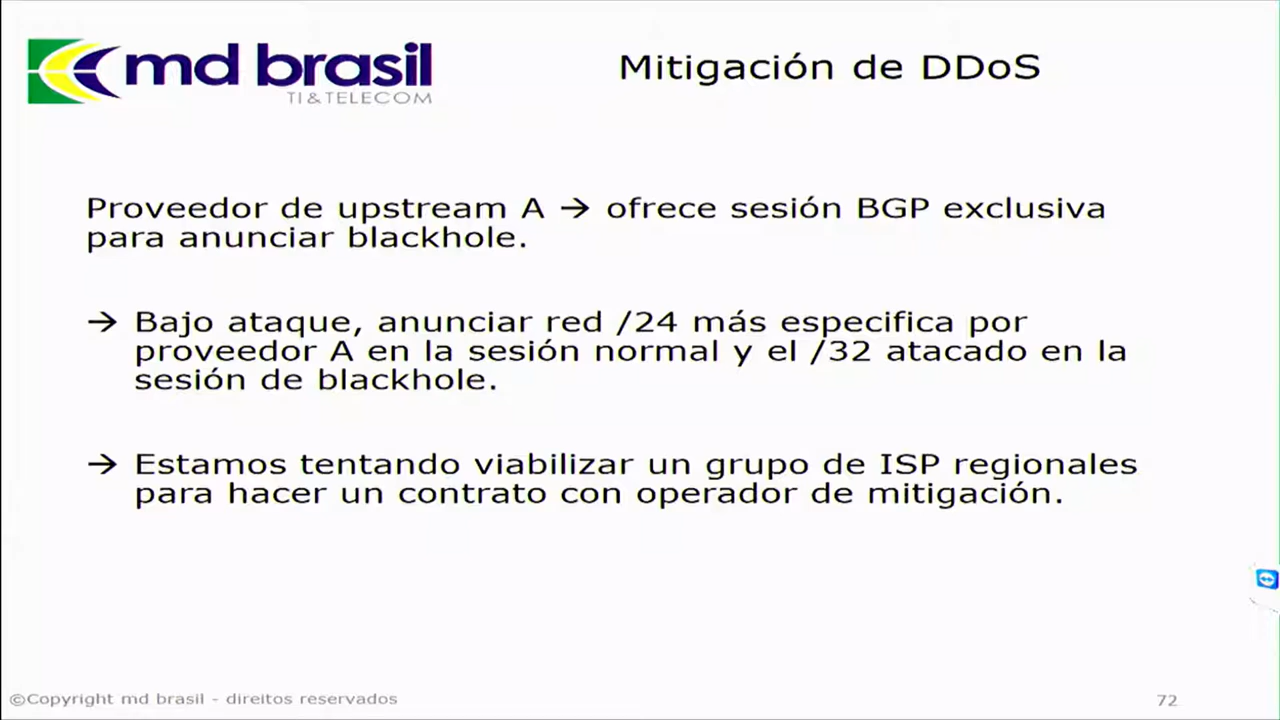 md brasil
TI & TELECOM
Mitigación de DDoS
Proveedor de upstream A → ofrece sesión BGP exclusiva
para anunciar blackhole.
→ Bajo ataque, anunciar red /24 más especifica por
proveedor A en la sesión normal y el /32 atacado en la
sesión de blackhole.
→ Estamos tentando viabilizar un grupo de ISP regionales
para hacer un contrato con operador de mitigación.
©Copyright md brasil - direitos reservados
72